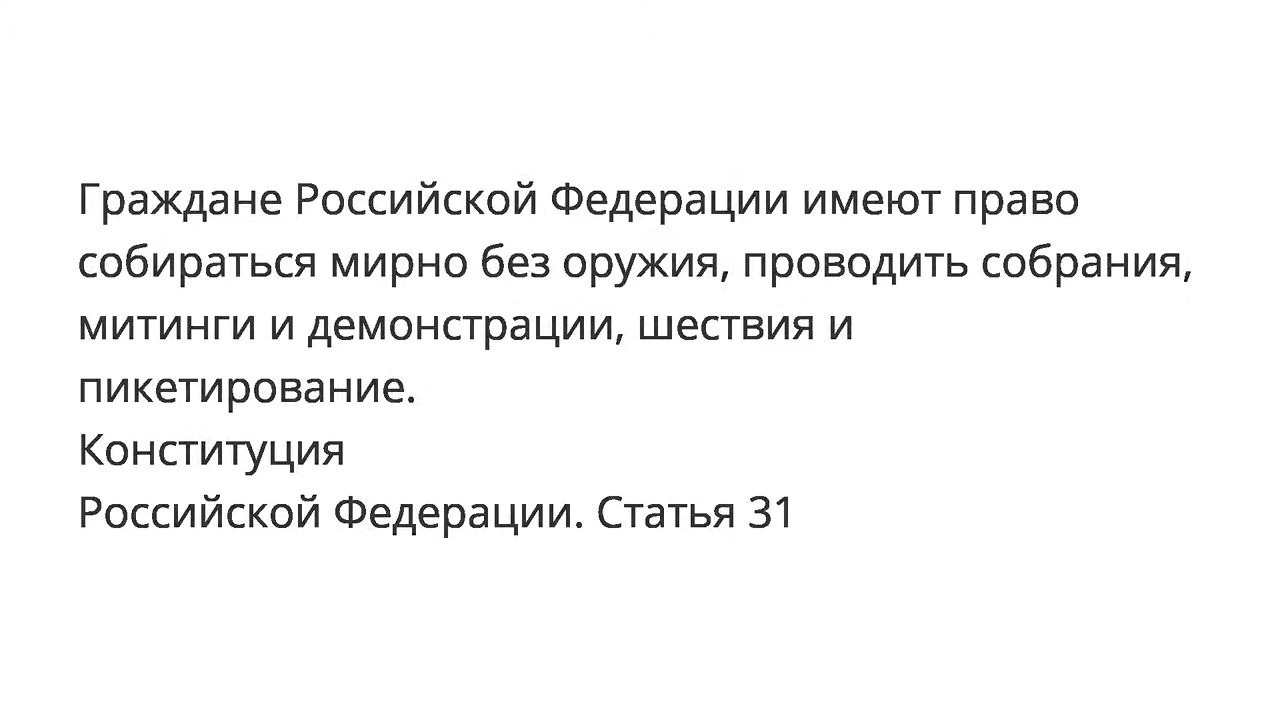 Граждане Российской Федерации имеют право
собираться мирно без оружия, проводить собрания,
митинги и демонстрации, шествия и
пикетирование.
Конституция
Российской Федерации. Статья 31